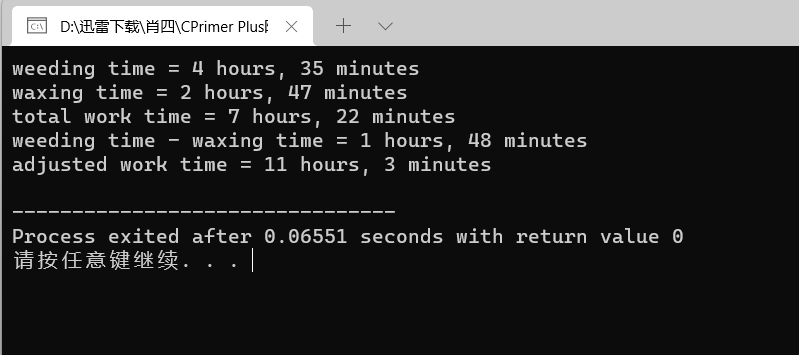 D:\迅雷下载\肖四\CPrimer Plus
weeding time = 4 hours, 35 minutes
waxing time = 2 hours, 47 minutes
total work time = 7 hours, 22 minutes
weeding time - waxing time = 1 hours, 48 minutes
adjusted work time = 11 hours, 3 minutes
--------------------------------
Process exited after 0.06551 seconds with return value 0
请按任意键继续. . .